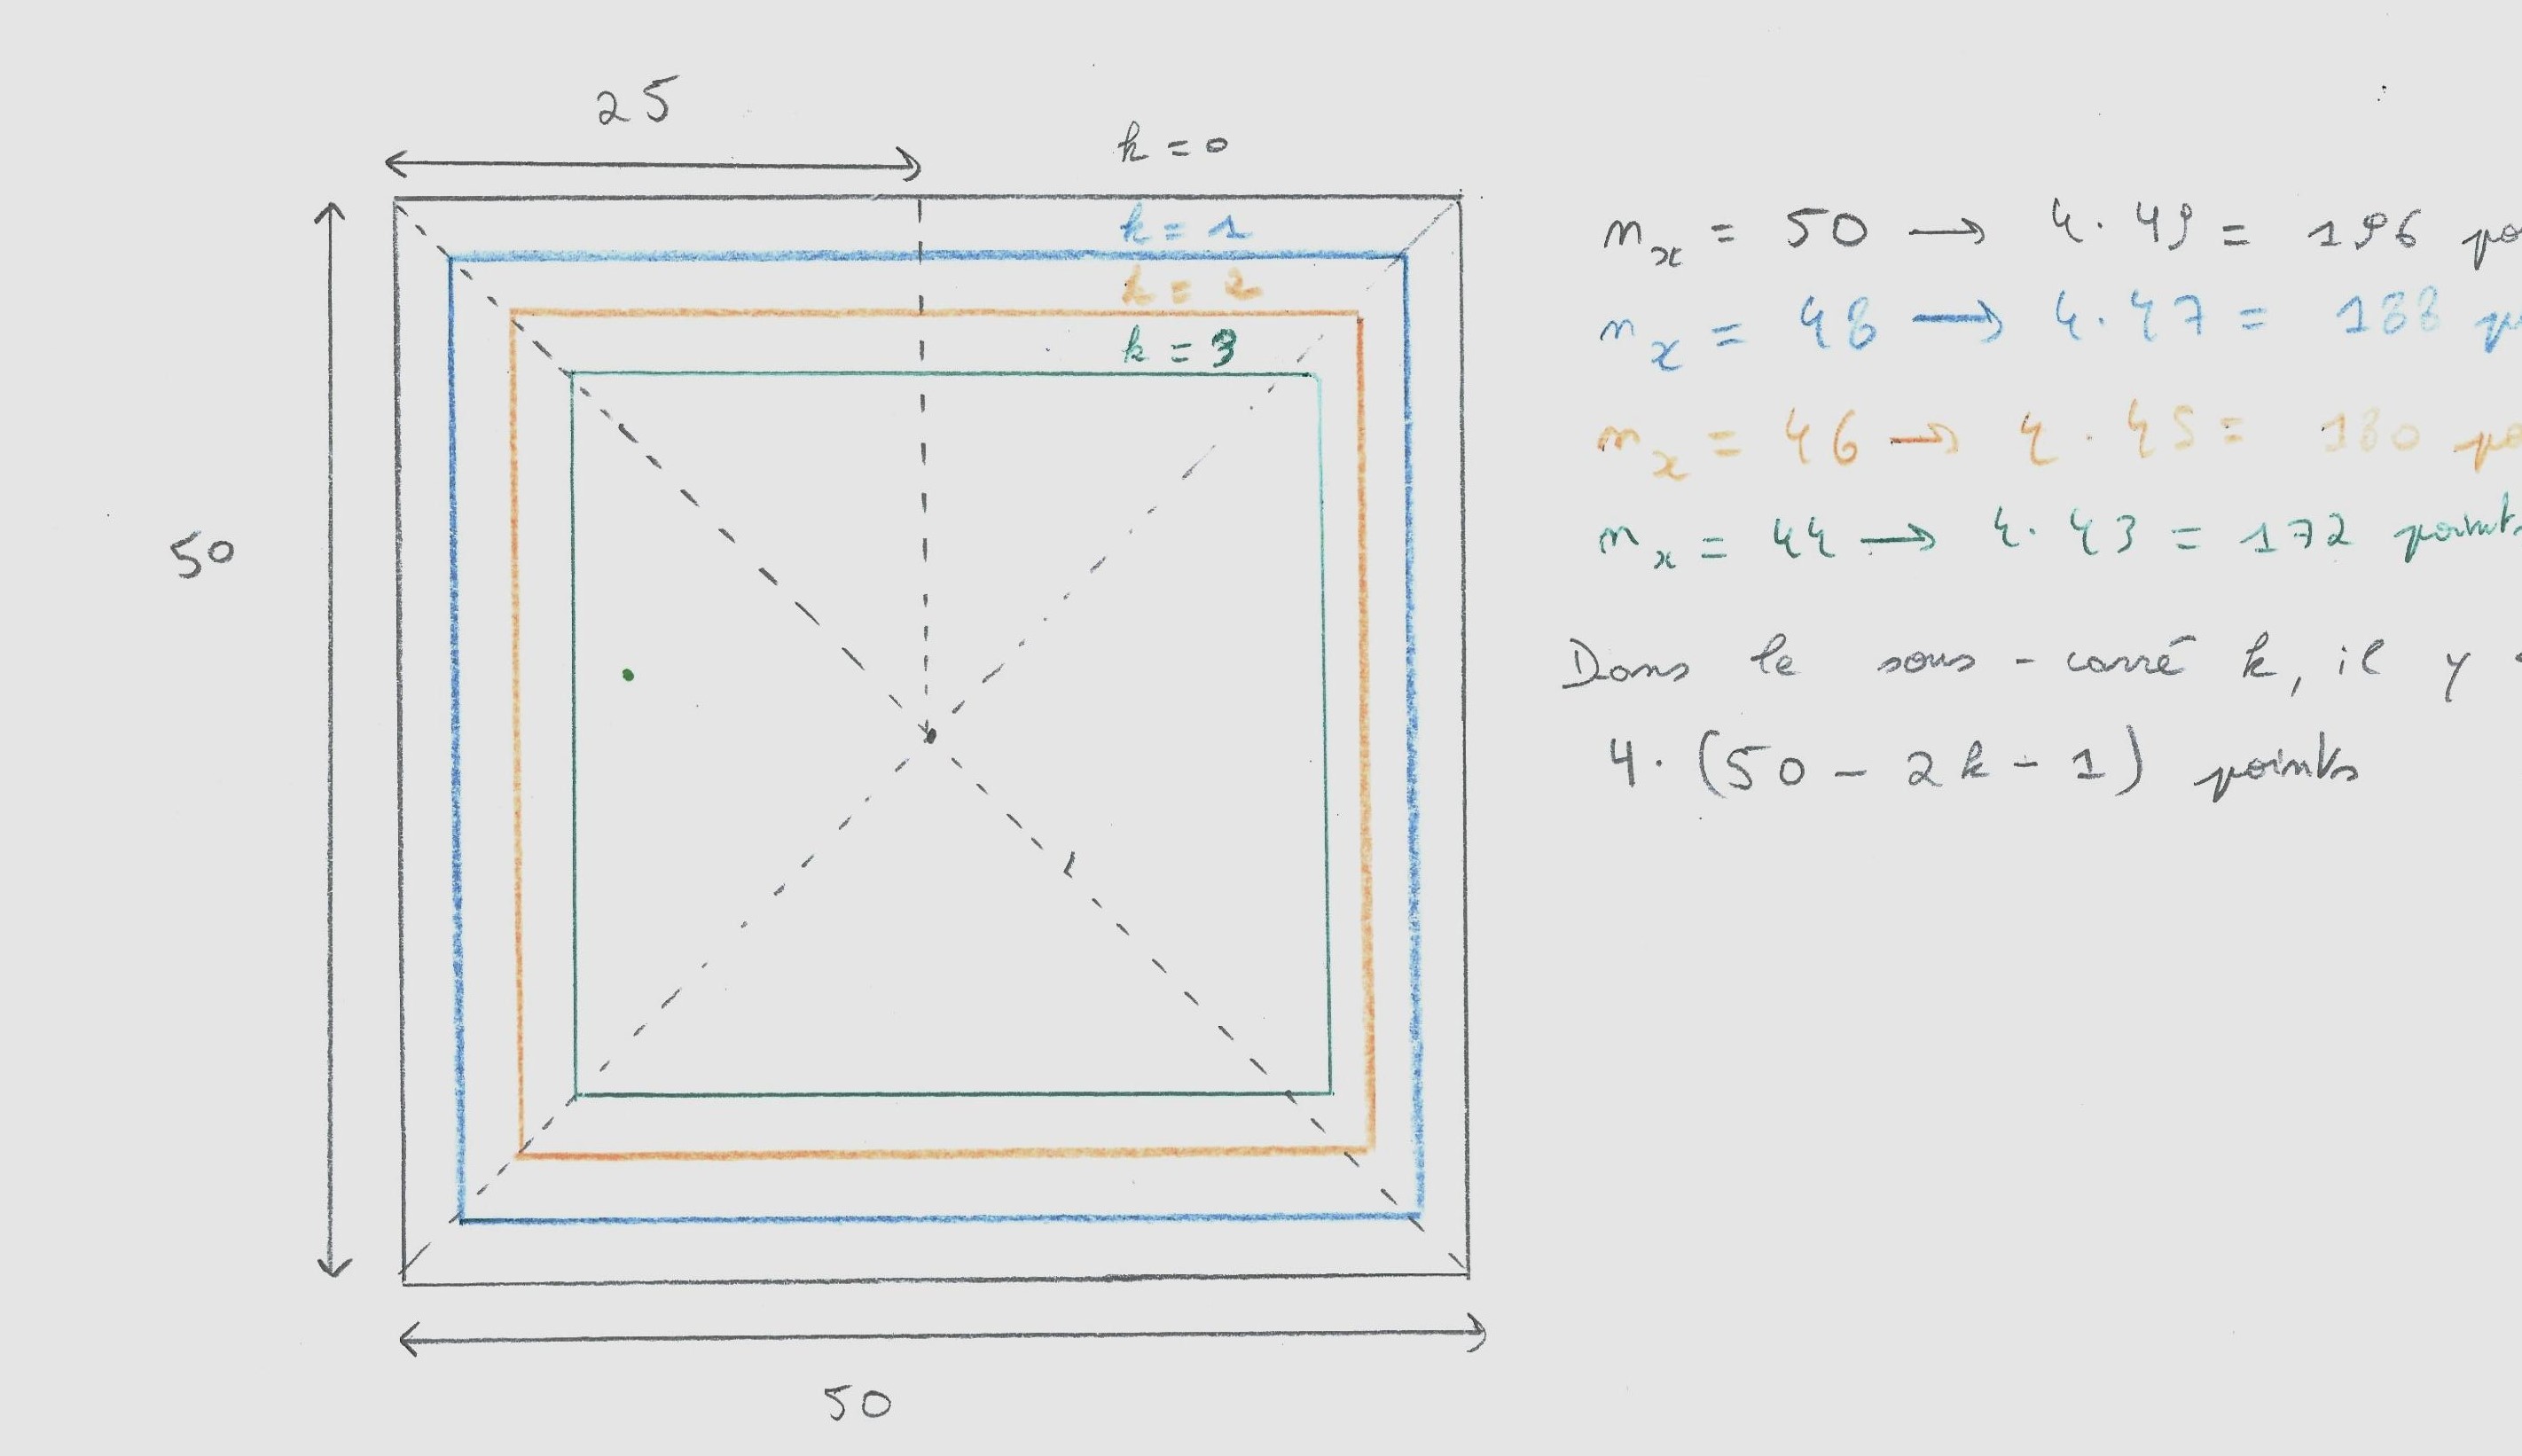 25
k = 0
k = 1
k = 2
k = 3
50
50
n_x = 50 → 4 · 49 = 196 po
n_x = 48 → 4 · 47 = 188 p
n_x = 46 → 4 · 45 = 180 po
n_x = 44 → 4 · 43 = 172 points
Dans le sous-carré k, il y
4 · (50 - 2k - 1) points